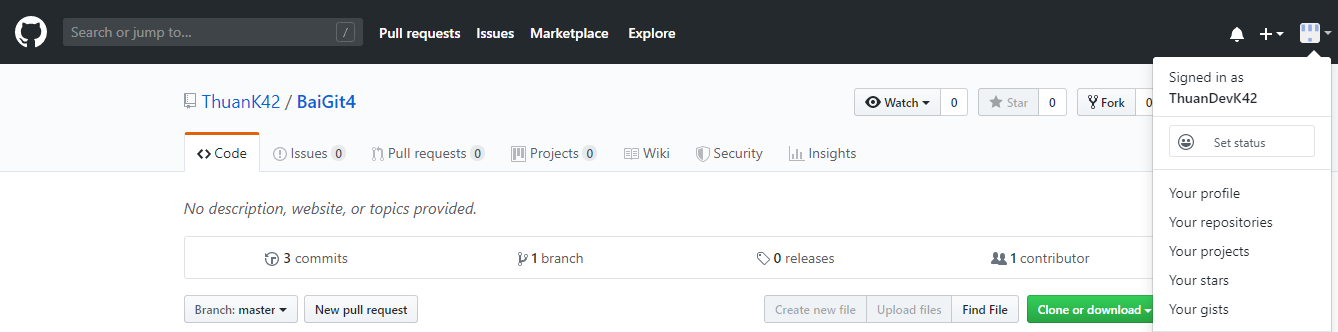 Search or jump to...
/
Pull requests Issues Marketplace Explore
Signed in as
ThuanDevK42
Set status
Your profile
Your repositories
Your projects
Your stars
Your gists
ThuanK42 / BaiGit4
Watch 0 Star 0 Fork 0
Code Issues 0 Pull requests 0 Projects 0 Wiki Security Insights
No description, website, or topics provided.
3 commits 1 branch 0 releases 1 contributor
Branch: master New pull request Create new file Upload files Find File Clone or download